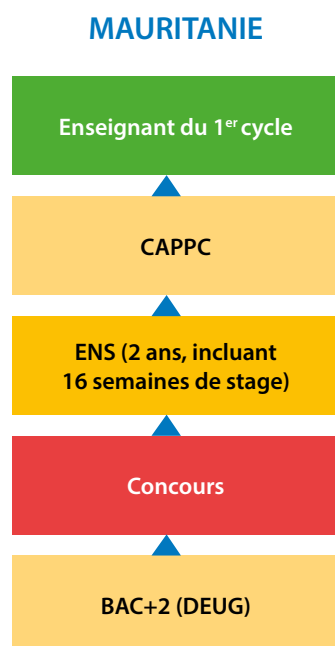 MAURITANIE
Enseignant du 1er cycle
CAPPC
ENS (2 ans, incluant
16 semaines de stage)
Concours
BAC+2 (DEUG)